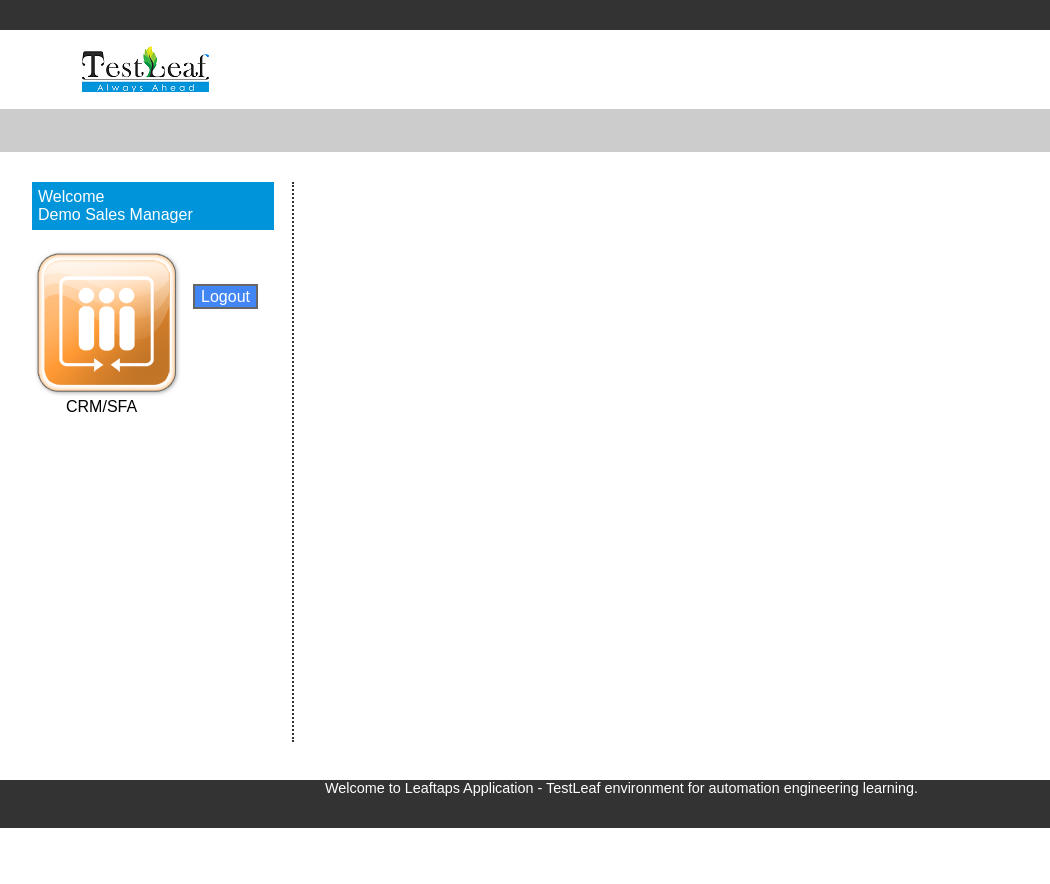 TestLeaf
Always Ahead
Welcome
Demo Sales Manager
Logout
CRM/SFA
Welcome to Leaftaps Application - TestLeaf environment for automation engineering learning.